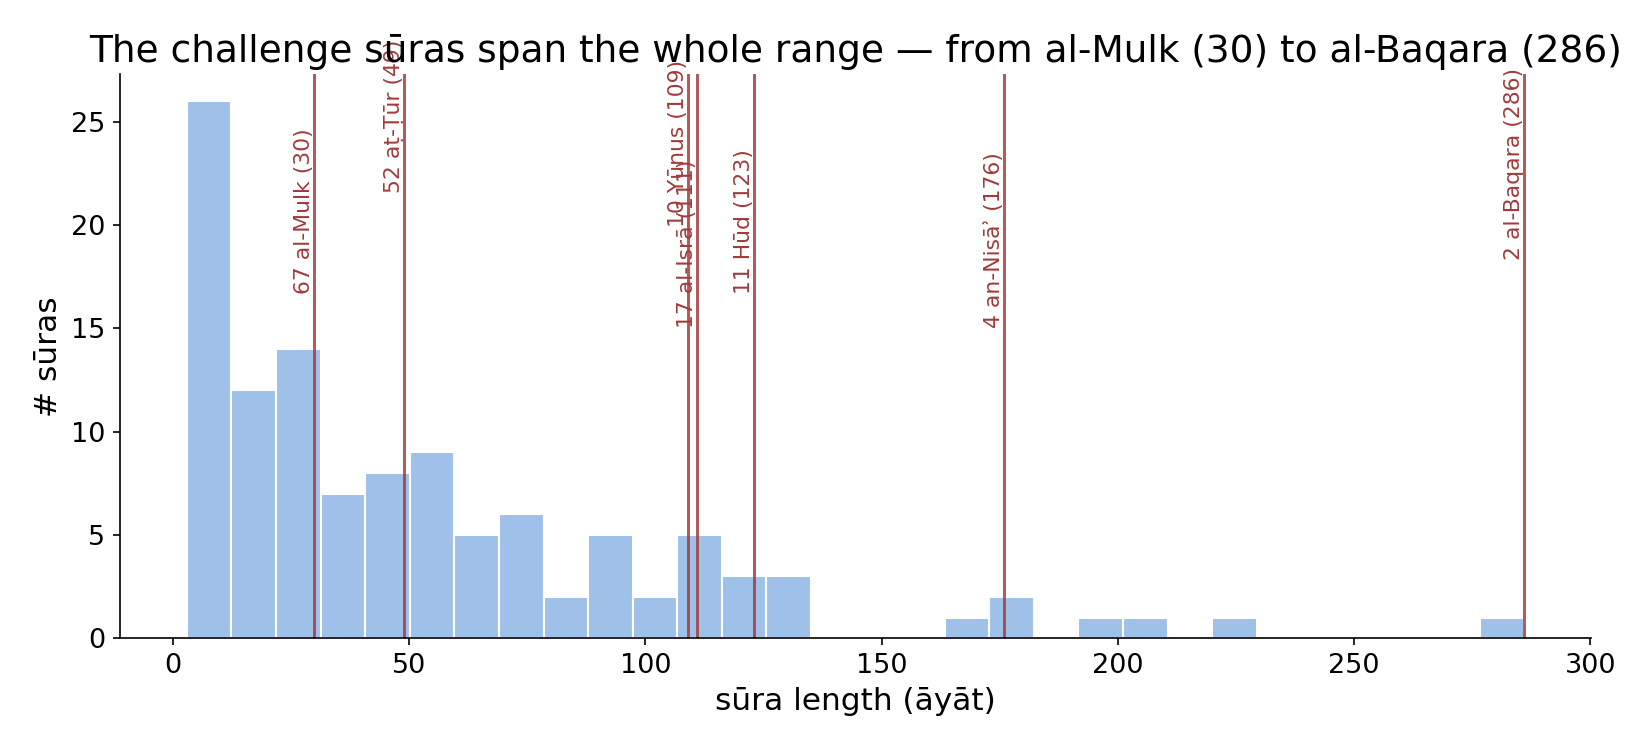 The challenge sūras span the whole range — from al-Mulk (30) to al-Baqara (286)
# sūras
25
20
15
10
5
0
67 al-Mulk (30)
52 aṭ-Ṭūr (49)
10 Yūnus (109)
17 al-Isrāʾ (111)
11 Hūd (123)
4 an-Nisāʾ (176)
2 al-Baqara (286)
0
50
100
150
200
250
300
sūra length (āyāt)